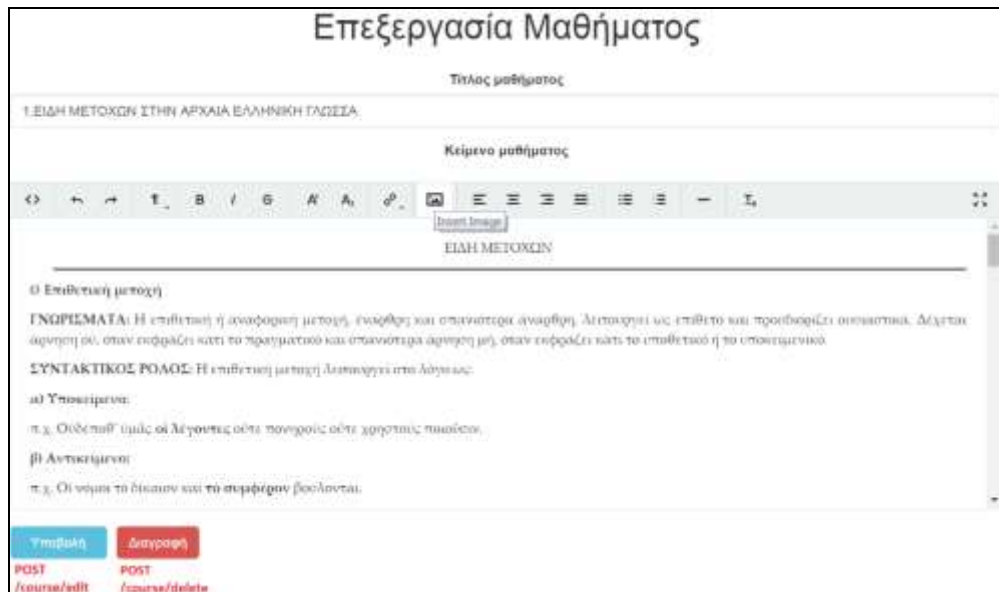 Επεξεργασία Μαθήματος
Τίτλος μαθήματος
1.ΕΙΔΗ ΜΕΤΟΧΩΝ ΣΤΗΝ ΑΡΧΑΙΑ ΕΛΛΗΝΙΚΗ ΓΛΩΣΣΑ
Κείμενο μαθήματος
Insert Image
ΕΙΔΗ ΜΕΤΟΧΩΝ
Επιθετική μετοχή
ΓΝΩΡΙΣΜΑΤΑ: Η επιθετική ή αναφορική μετοχή, έναρθρη και σπανιότερα άναρθρη, λειτουργεί ως επίθετο και προσδιορίζει ουσιαστικά. Δέχεται
άρνηση ού, όταν εκφράζει κάτι το πραγματικό και σπανιότερα άρνηση μή, όταν εκφράζει κάτι το υποθετικό ή το υποκειμενικό.
ΣΥΝΤΑΚΤΙΚΟΣ ΡΟΛΟΣ: Η επιθετική μετοχή λειτουργεί στο λόγο ως:
α) Υποκείμενο:
π.χ. Οὐδεπώθ' ὑμᾶς οἱ λέγοντες οὔτε πονηροὺς οὔτε χρηστοὺς ποιοῦσιν.
β) Αντικείμενο:
π.χ. Οἱ νόμοι τὸ δίκαιον καὶ τὸ συμφέρον βούλονται.
Υποβολή Διαγραφή
POST POST
/course/edit /course/delete